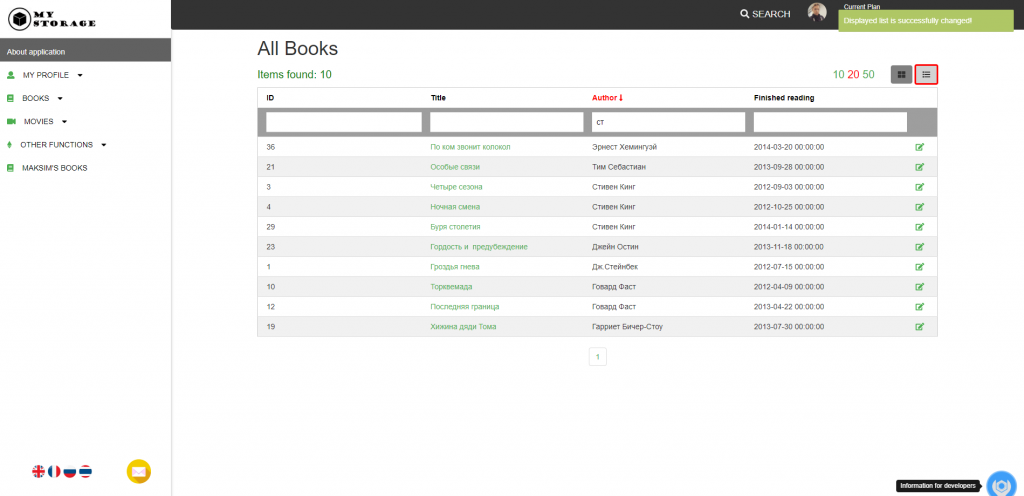 MY
STORAGE
SEARCH
Current Plan
Displayed list is successfully changed!
About application
MY PROFILE
BOOKS
MOVIES
OTHER FUNCTIONS
MAKSIM'S BOOKS
All Books
Items found: 10
10 20 50
ID Title Author Finished reading
ст
36 По ком звонит колокол Эрнест Хемингуэй 2014-03-20 00:00:00
21 Особые связи Тим Себастиан 2013-09-28 00:00:00
3 Четыре сезона Стивен Кинг 2012-09-03 00:00:00
4 Ночная смена Стивен Кинг 2012-10-25 00:00:00
29 Буря столетия Стивен Кинг 2014-01-14 00:00:00
23 Гордость и предубеждение Джейн Остин 2013-11-18 00:00:00
1 Гроздья гнева Дж.Стейнбек 2012-07-15 00:00:00
10 Торквемада Говард Фаст 2012-04-09 00:00:00
12 Последняя граница Говард Фаст 2013-04-22 00:00:00
19 Хижина дяди Тома Гарриет Бичер-Стоу 2013-07-30 00:00:00
1
Information for developers